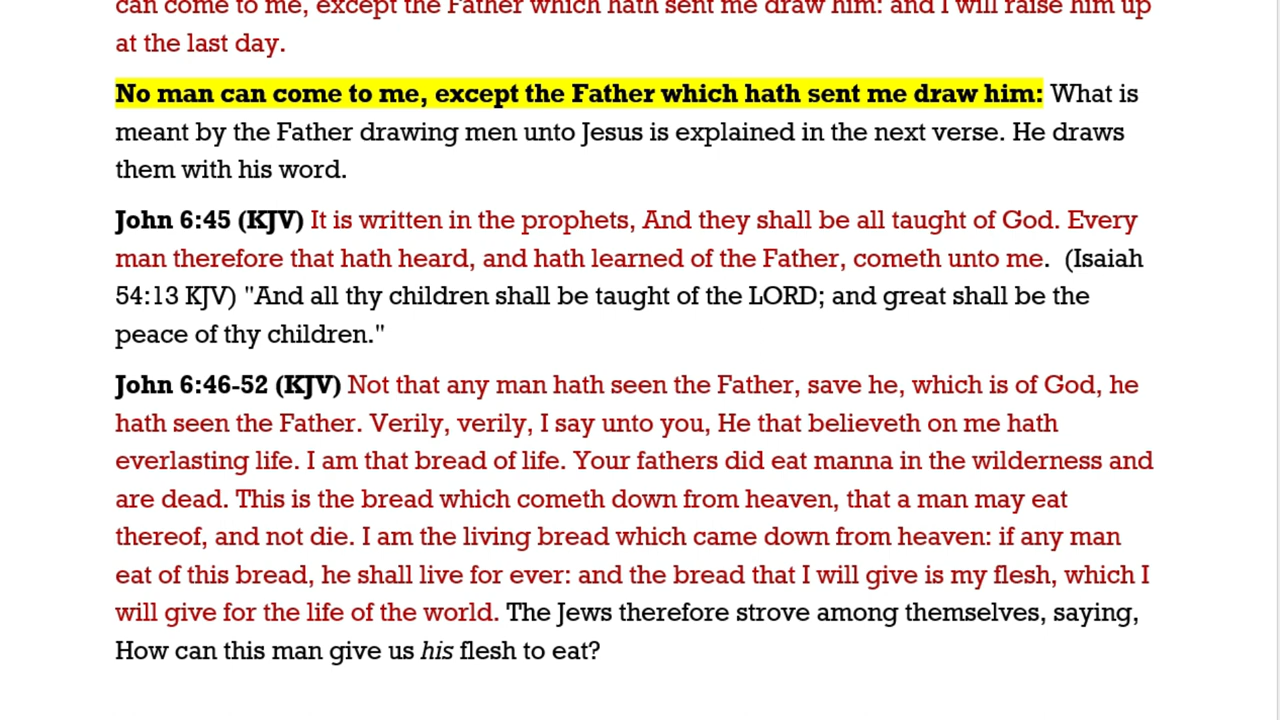 can come to me, except the Father which hath sent me draw him: and I will raise him up
at the last day.
No man can come to me, except the Father which hath sent me draw him: What is
meant by the Father drawing men unto Jesus is explained in the next verse. He draws
them with his word.
John 6:45 (KJV) It is written in the prophets, And they shall be all taught of God. Every
man therefore that hath heard, and hath learned of the Father, cometh unto me.  (Isaiah
54:13 KJV) "And all thy children shall be taught of the LORD; and great shall be the
peace of thy children."
John 6:46-52 (KJV) Not that any man hath seen the Father, save he, which is of God, he
hath seen the Father. Verily, verily, I say unto you, He that believeth on me hath
everlasting life. I am that bread of life. Your fathers did eat manna in the wilderness and
are dead. This is the bread which cometh down from heaven, that a man may eat
thereof, and not die. I am the living bread which came down from heaven: if any man
eat of this bread, he shall live for ever: and the bread that I will give is my flesh, which I
will give for the life of the world. The Jews therefore strove among themselves, saying,
How can this man give us his flesh to eat?